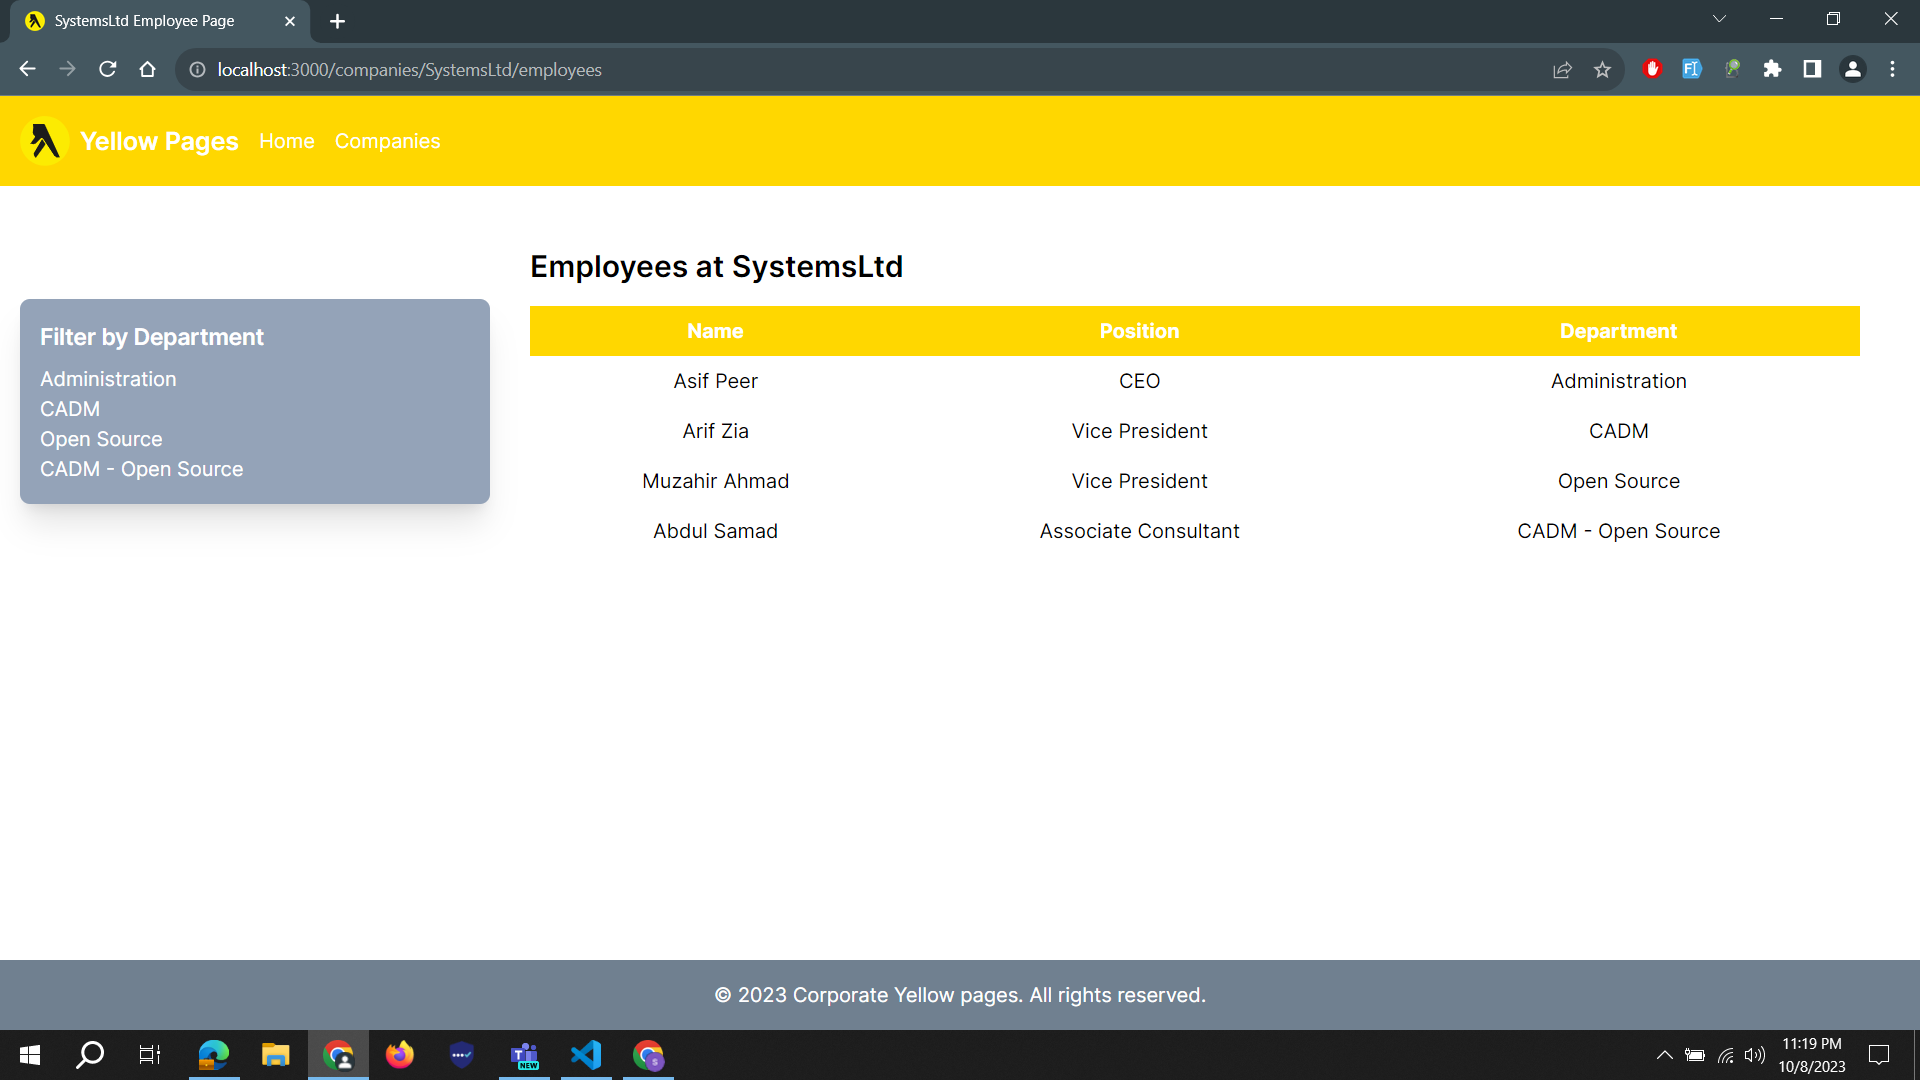 SystemsLtd Employee Page
localhost:3000/companies/SystemsLtd/employees
Yellow Pages Home Companies
Employees at SystemsLtd
Filter by Department
Administration
CADM
Open Source
CADM - Open Source
Name Position Department
Asif Peer CEO Administration
Arif Zia Vice President CADM
Muzahir Ahmad Vice President Open Source
Abdul Samad Associate Consultant CADM - Open Source
© 2023 Corporate Yellow pages. All rights reserved.
NEW
11:19 PM
10/8/2023